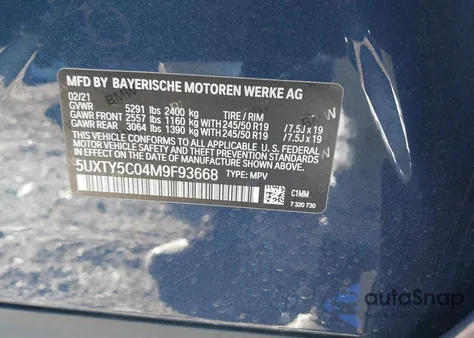 MFD BY BAYERISCHE MOTOREN WERKE AG
02/21
GVWR 5291 lbs 2400 kg TIRE / RIM
GAWR FRONT 2557 lbs 1160 kg WITH 245/50 R19 /7.5J x 19
GAWR REAR 3064 lbs 1390 kg WITH 245/50 R19 /7.5J x 19
THIS VEHICLE CONFORMS TO ALL APPLICABLE U. S. FEDERAL
MOTOR VEHICLE SAFETY AND THEFT PREVENTION STANDARDS
IN EFFECT ON THE DATE OF MANUFACTURE SHOWN ABOVE.
5UXTY5C04M9F93668 TYPE: MPV
C1MM
7 320 730
autoSnap